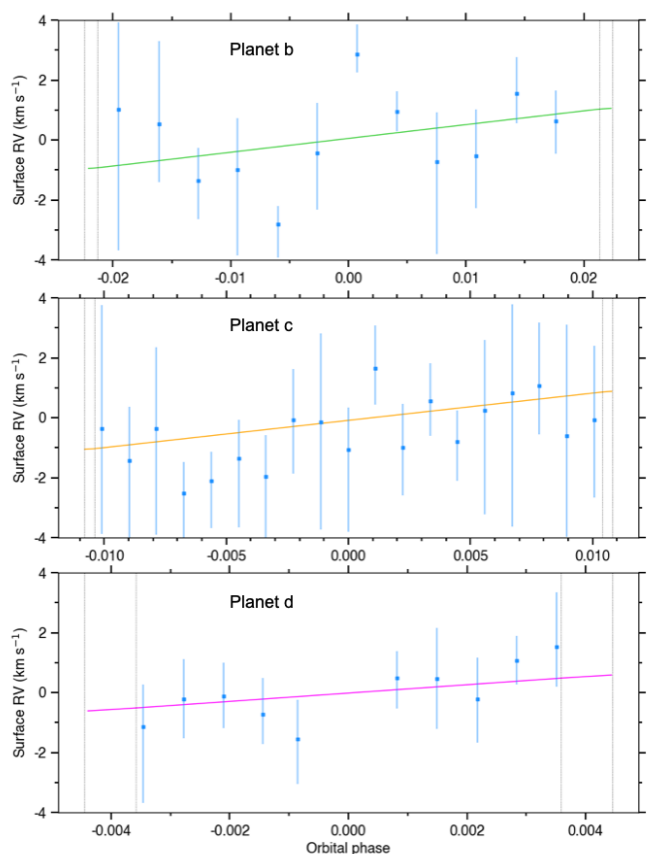 Planet b
Surface RV (km s⁻¹)
4
2
0
-2
-4
-0.02 -0.01 0.00 0.01 0.02
Planet c
Surface RV (km s⁻¹)
4
2
0
-2
-4
-0.010 -0.005 0.000 0.005 0.010
Planet d
Surface RV (km s⁻¹)
4
2
0
-2
-4
-0.004 -0.002 0.000 0.002 0.004
Orbital phase